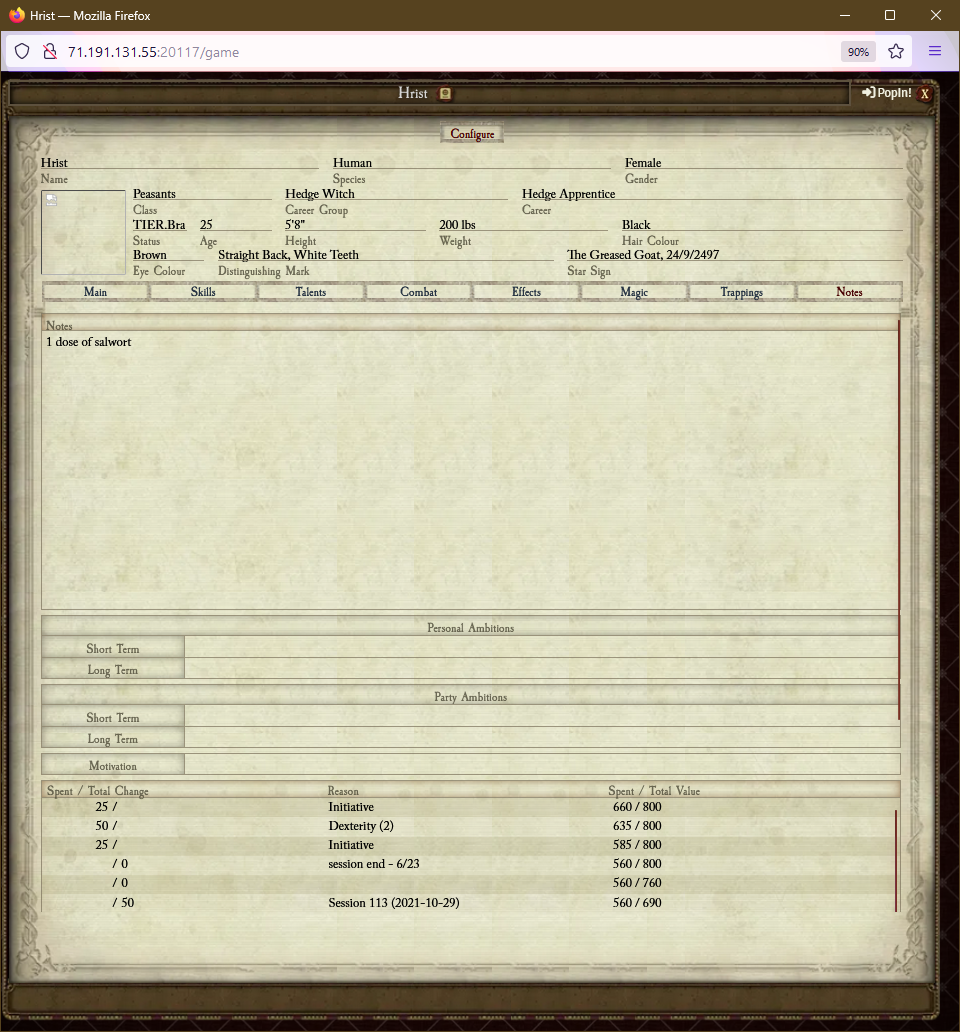 Hrist — Mozilla Firefox
71.191.131.55:20117/game 90%
Hrist PopIn! X
Configure
Hrist Human Female
Name Species Gender
Peasants Hedge Witch Hedge Apprentice
Class Career Group Career
TIER.Bra 25 5'8" 200 lbs Black
Status Age Height Weight Hair Colour
Brown Straight Back, White Teeth The Greased Goat, 24/9/2497
Eye Colour Distinguishing Mark Star Sign
Main Skills Talents Combat Effects Magic Trappings Notes
Notes
1 dose of salwort
Personal Ambitions
Short Term
Long Term
Party Ambitions
Short Term
Long Term
Motivation
Spent / Total Change Reason Spent / Total Value
25 / Initiative 660 / 800
50 / Dexterity (2) 635 / 800
25 / Initiative 585 / 800
/ 0 session end - 6/23 560 / 800
/ 0 560 / 760
/ 50 Session 113 (2021-10-29) 560 / 690